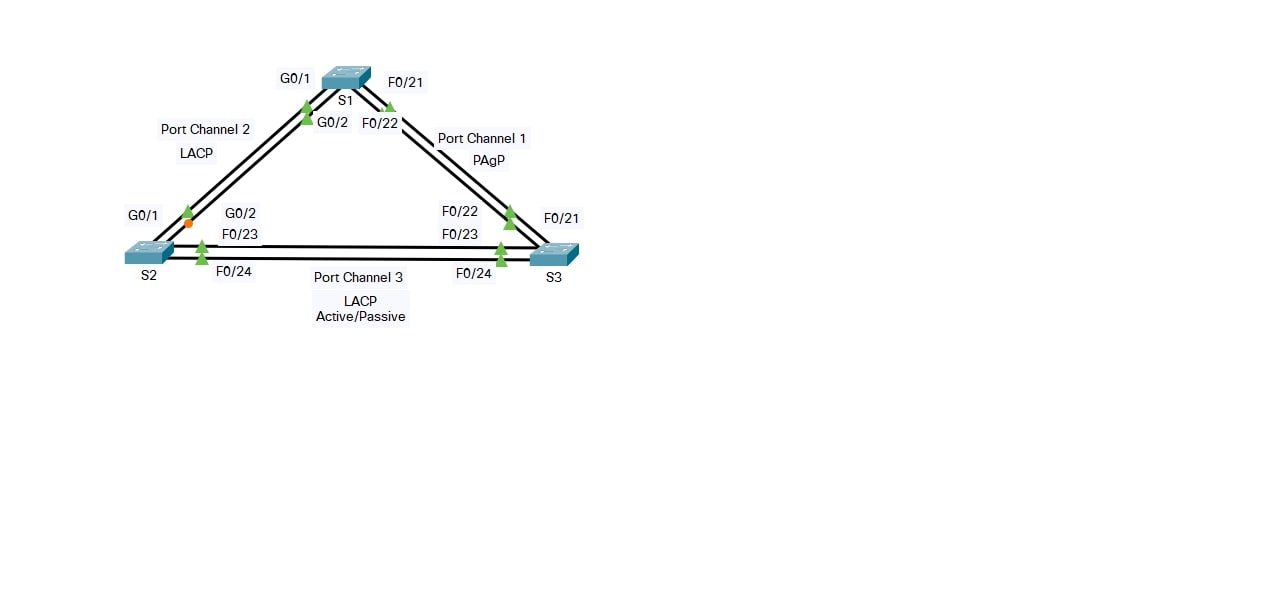 G0/1
F0/21
S1
G0/2
F0/22
Port Channel 2
LACP
Port Channel 1
PAgP
G0/1
G0/2
F0/23
F0/22
F0/23
F0/21
S2
F0/24
Port Channel 3
F0/24
S3
LACP
Active/Passive